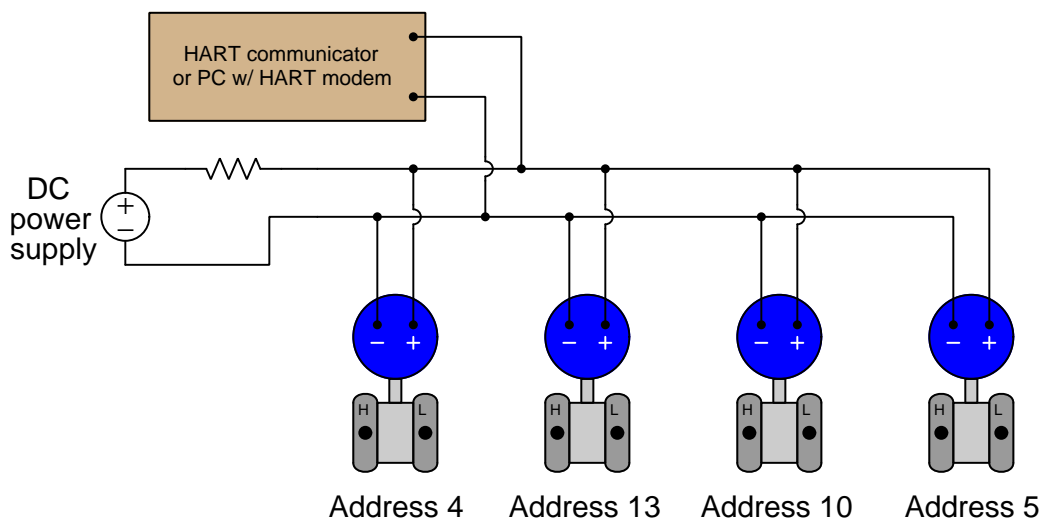 HART communicator
or PC w/ HART modem
DC
power
supply
+
−
− +
− +
− +
− +
H L
H L
H L
H L
Address 4
Address 13
Address 10
Address 5